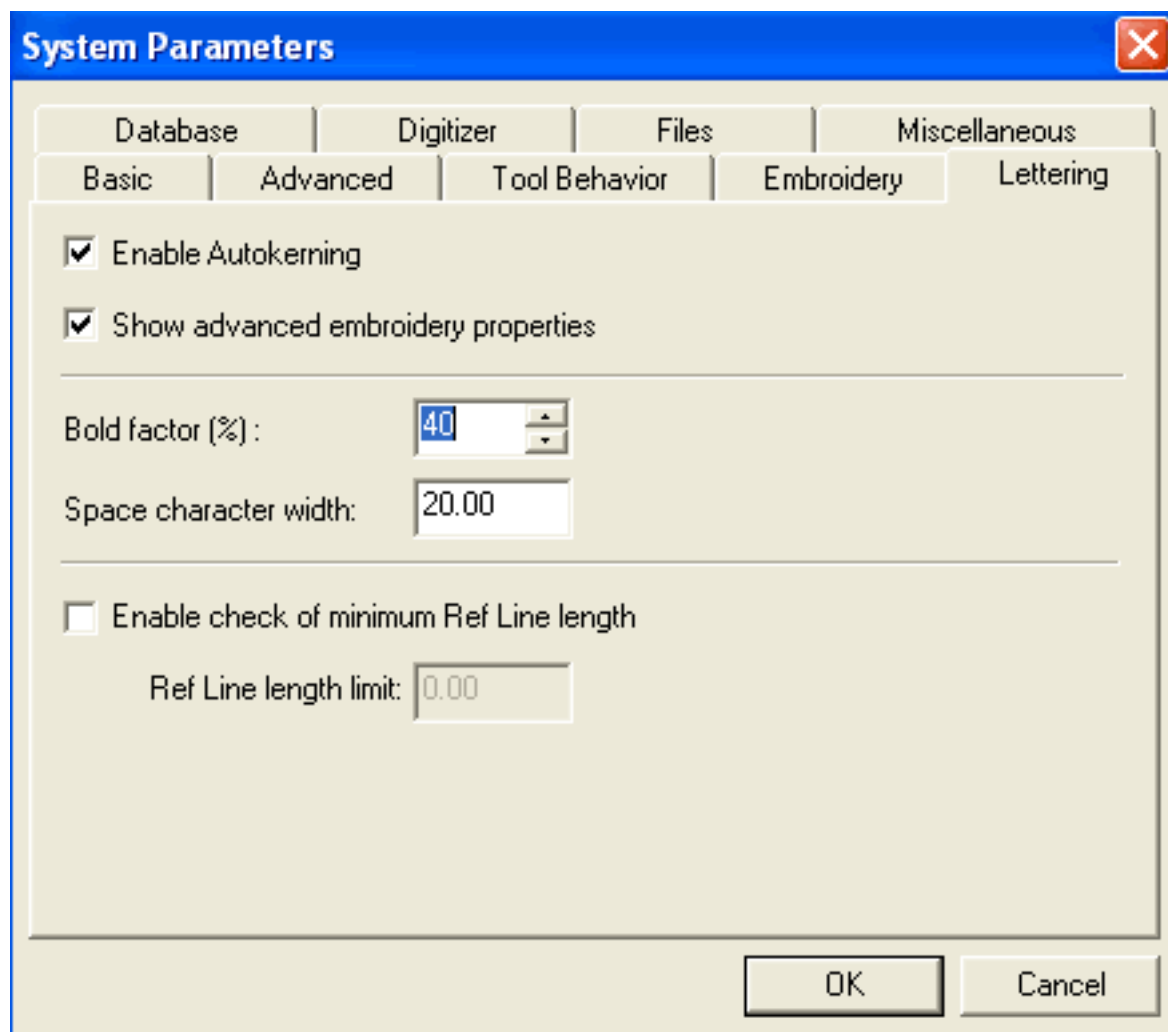 System Parameters
Database Digitizer Files Miscellaneous
Basic Advanced Tool Behavior Embroidery Lettering
Enable Autokerning
Show advanced embroidery properties
Bold factor (%) : 40
Space character width: 20.00
Enable check of minimum Ref Line length
Ref Line length limit: 0.00
OK Cancel